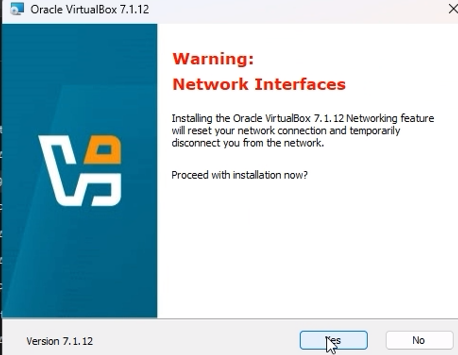 Oracle VirtualBox 7.1.12
Warning:
Network Interfaces
Installing the Oracle VirtualBox 7.1.12 Networking feature
will reset your network connection and temporarily
disconnect you from the network.
Proceed with installation now?
Version 7.1.12
Yes
No